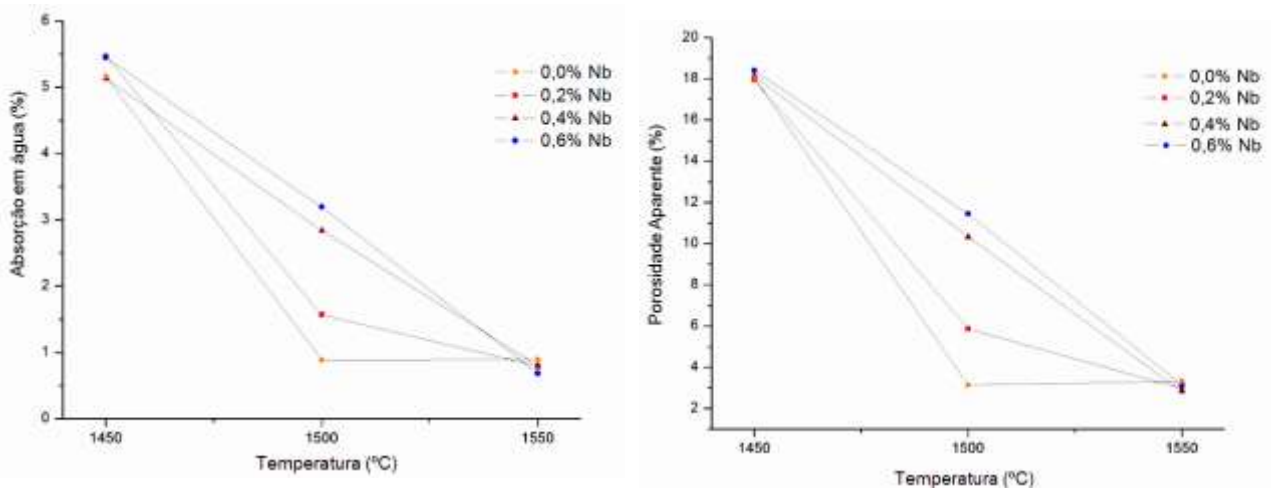 Absorção em água (%)
6
5
4
3
2
1
0
1450
1500
1550
Temperatura (ºC)
0,0% Nb
0,2% Nb
0,4% Nb
0,6% Nb
Porosidade Aparente (%)
20
18
16
14
12
10
8
6
4
2
1450
1500
1550
Temperatura (ºC)
0,0% Nb
0,2% Nb
0,4% Nb
0,6% Nb